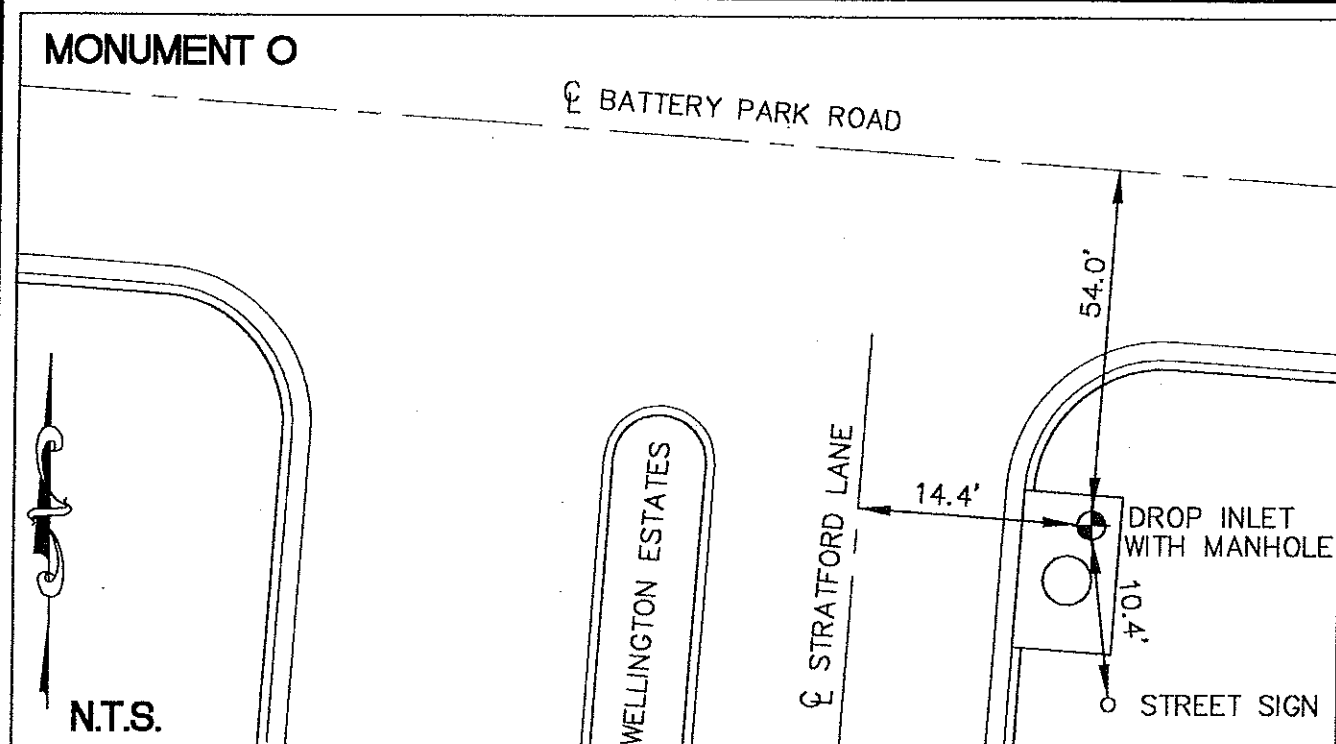 MONUMENT O
℄ BATTERY PARK ROAD
54.0'
WELLINGTON ESTATES
℄ STRATFORD LANE
14.4'
DROP INLET
WITH MANHOLE
10.4'
STREET SIGN
N.T.S.